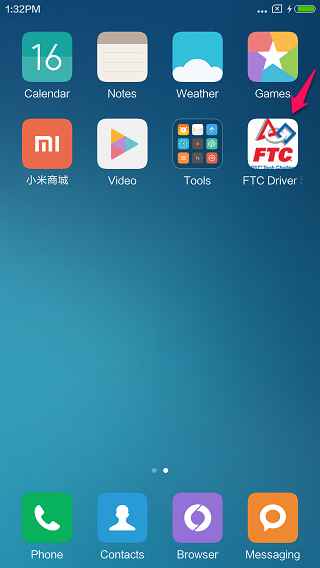 1:32PM
16
Calendar
Notes
Weather
Games
mi
小米商城
Video
Tools
FTC
FTC Driver
Phone
Contacts
Browser
Messaging